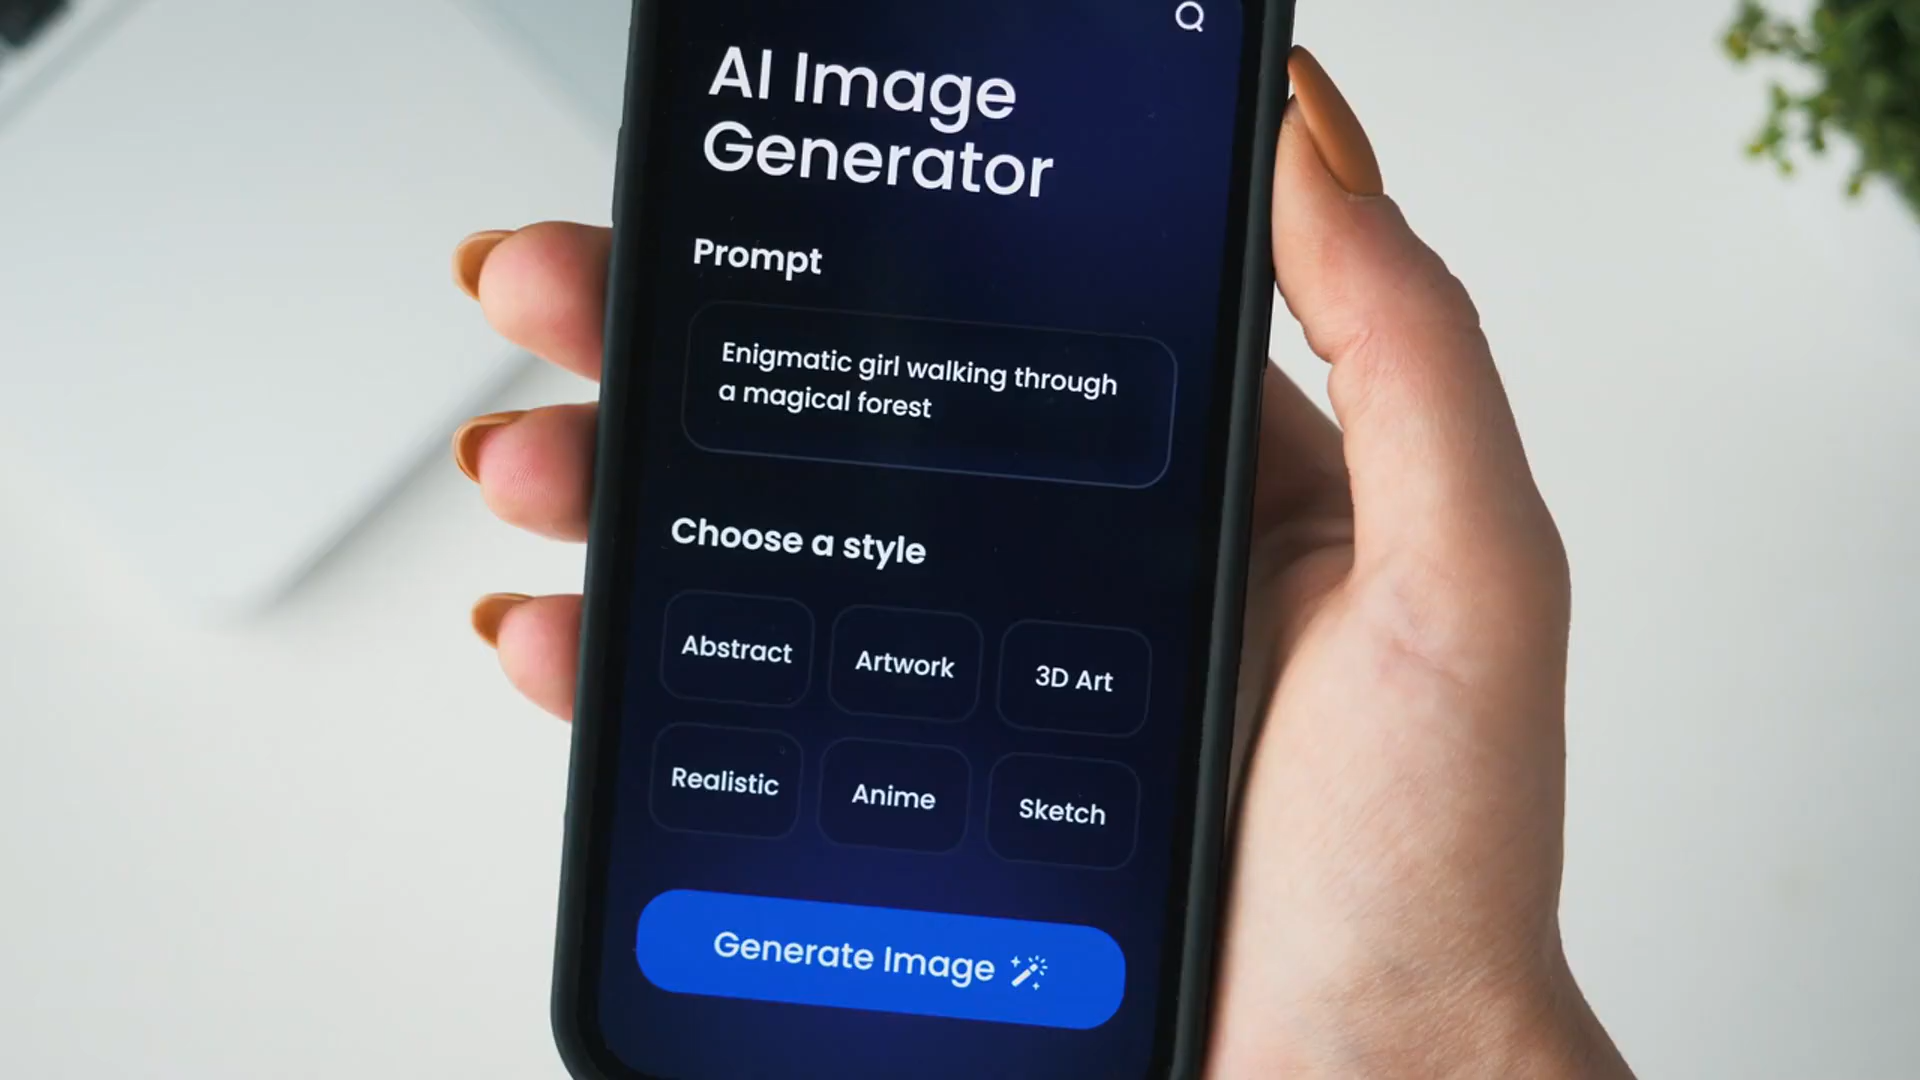 AI Image
Generator
Prompt
Enigmatic girl walking through
a magical forest
Choose a style
Abstract
Artwork
3D Art
Realistic
Anime
Sketch
Generate Image